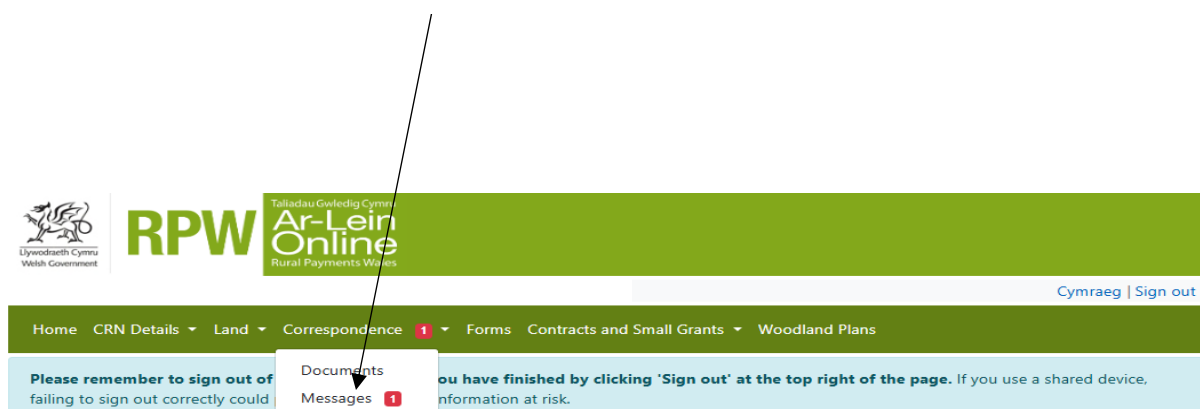 Llywodraeth Cymru
Welsh Government
RPW
Taliadau Gwledig Cymru
Ar-Lein
Online
Rural Payments Wales
Cymraeg | Sign out
Home CRN Details Land Correspondence 1 Forms Contracts and Small Grants Woodland Plans
Documents
Messages 1
Please remember to sign out of ou have finished by clicking 'Sign out' at the top right of the page. If you use a shared device,
failing to sign out correctly could nformation at risk.